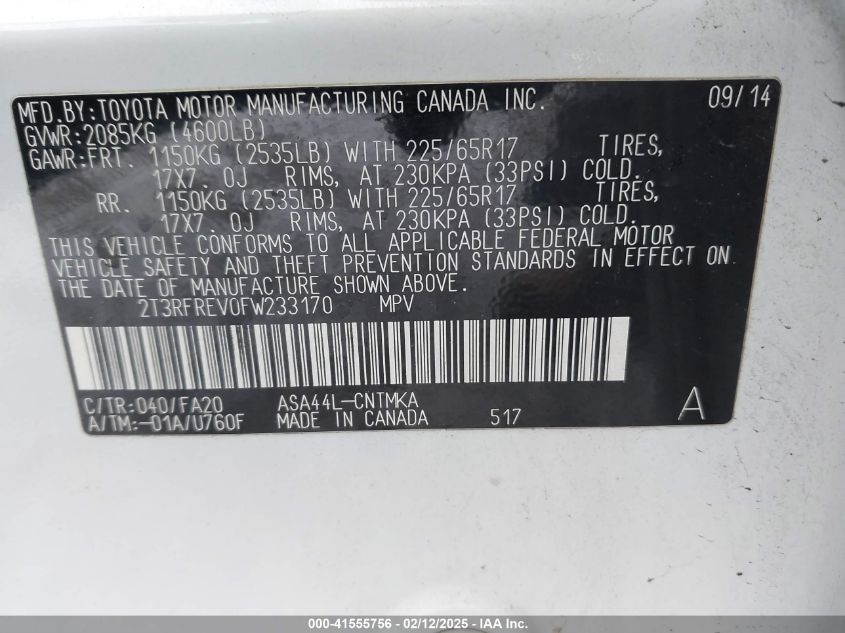 MFD.BY:TOYOTA MOTOR MANUFACTURING CANADA INC. 09/14
GVWR:2085KG (4600LB)
GAWR:FRT. 1150KG (2535LB) WITH 225/65R17 TIRES,
17X7.0J RIMS, AT 230KPA (33PSI) COLD.
RR. 1150KG (2535LB) WITH 225/65R17 TIRES,
17X7.0J RIMS, AT 230KPA (33PSI) COLD.
THIS VEHICLE CONFORMS TO ALL APPLICABLE FEDERAL MOTOR
VEHICLE SAFETY AND THEFT PREVENTION STANDARDS IN EFFECT ON
THE DATE OF MANUFACTURE SHOWN ABOVE.
2T3RFREV0FW233170 MPV
C/TR:040/FA20 ASA44L-CNTMKA
A/TM:-01A/U760F MADE IN CANADA 517 A
000-41555756 - 02/12/2025 - IAA Holdings, LLC.